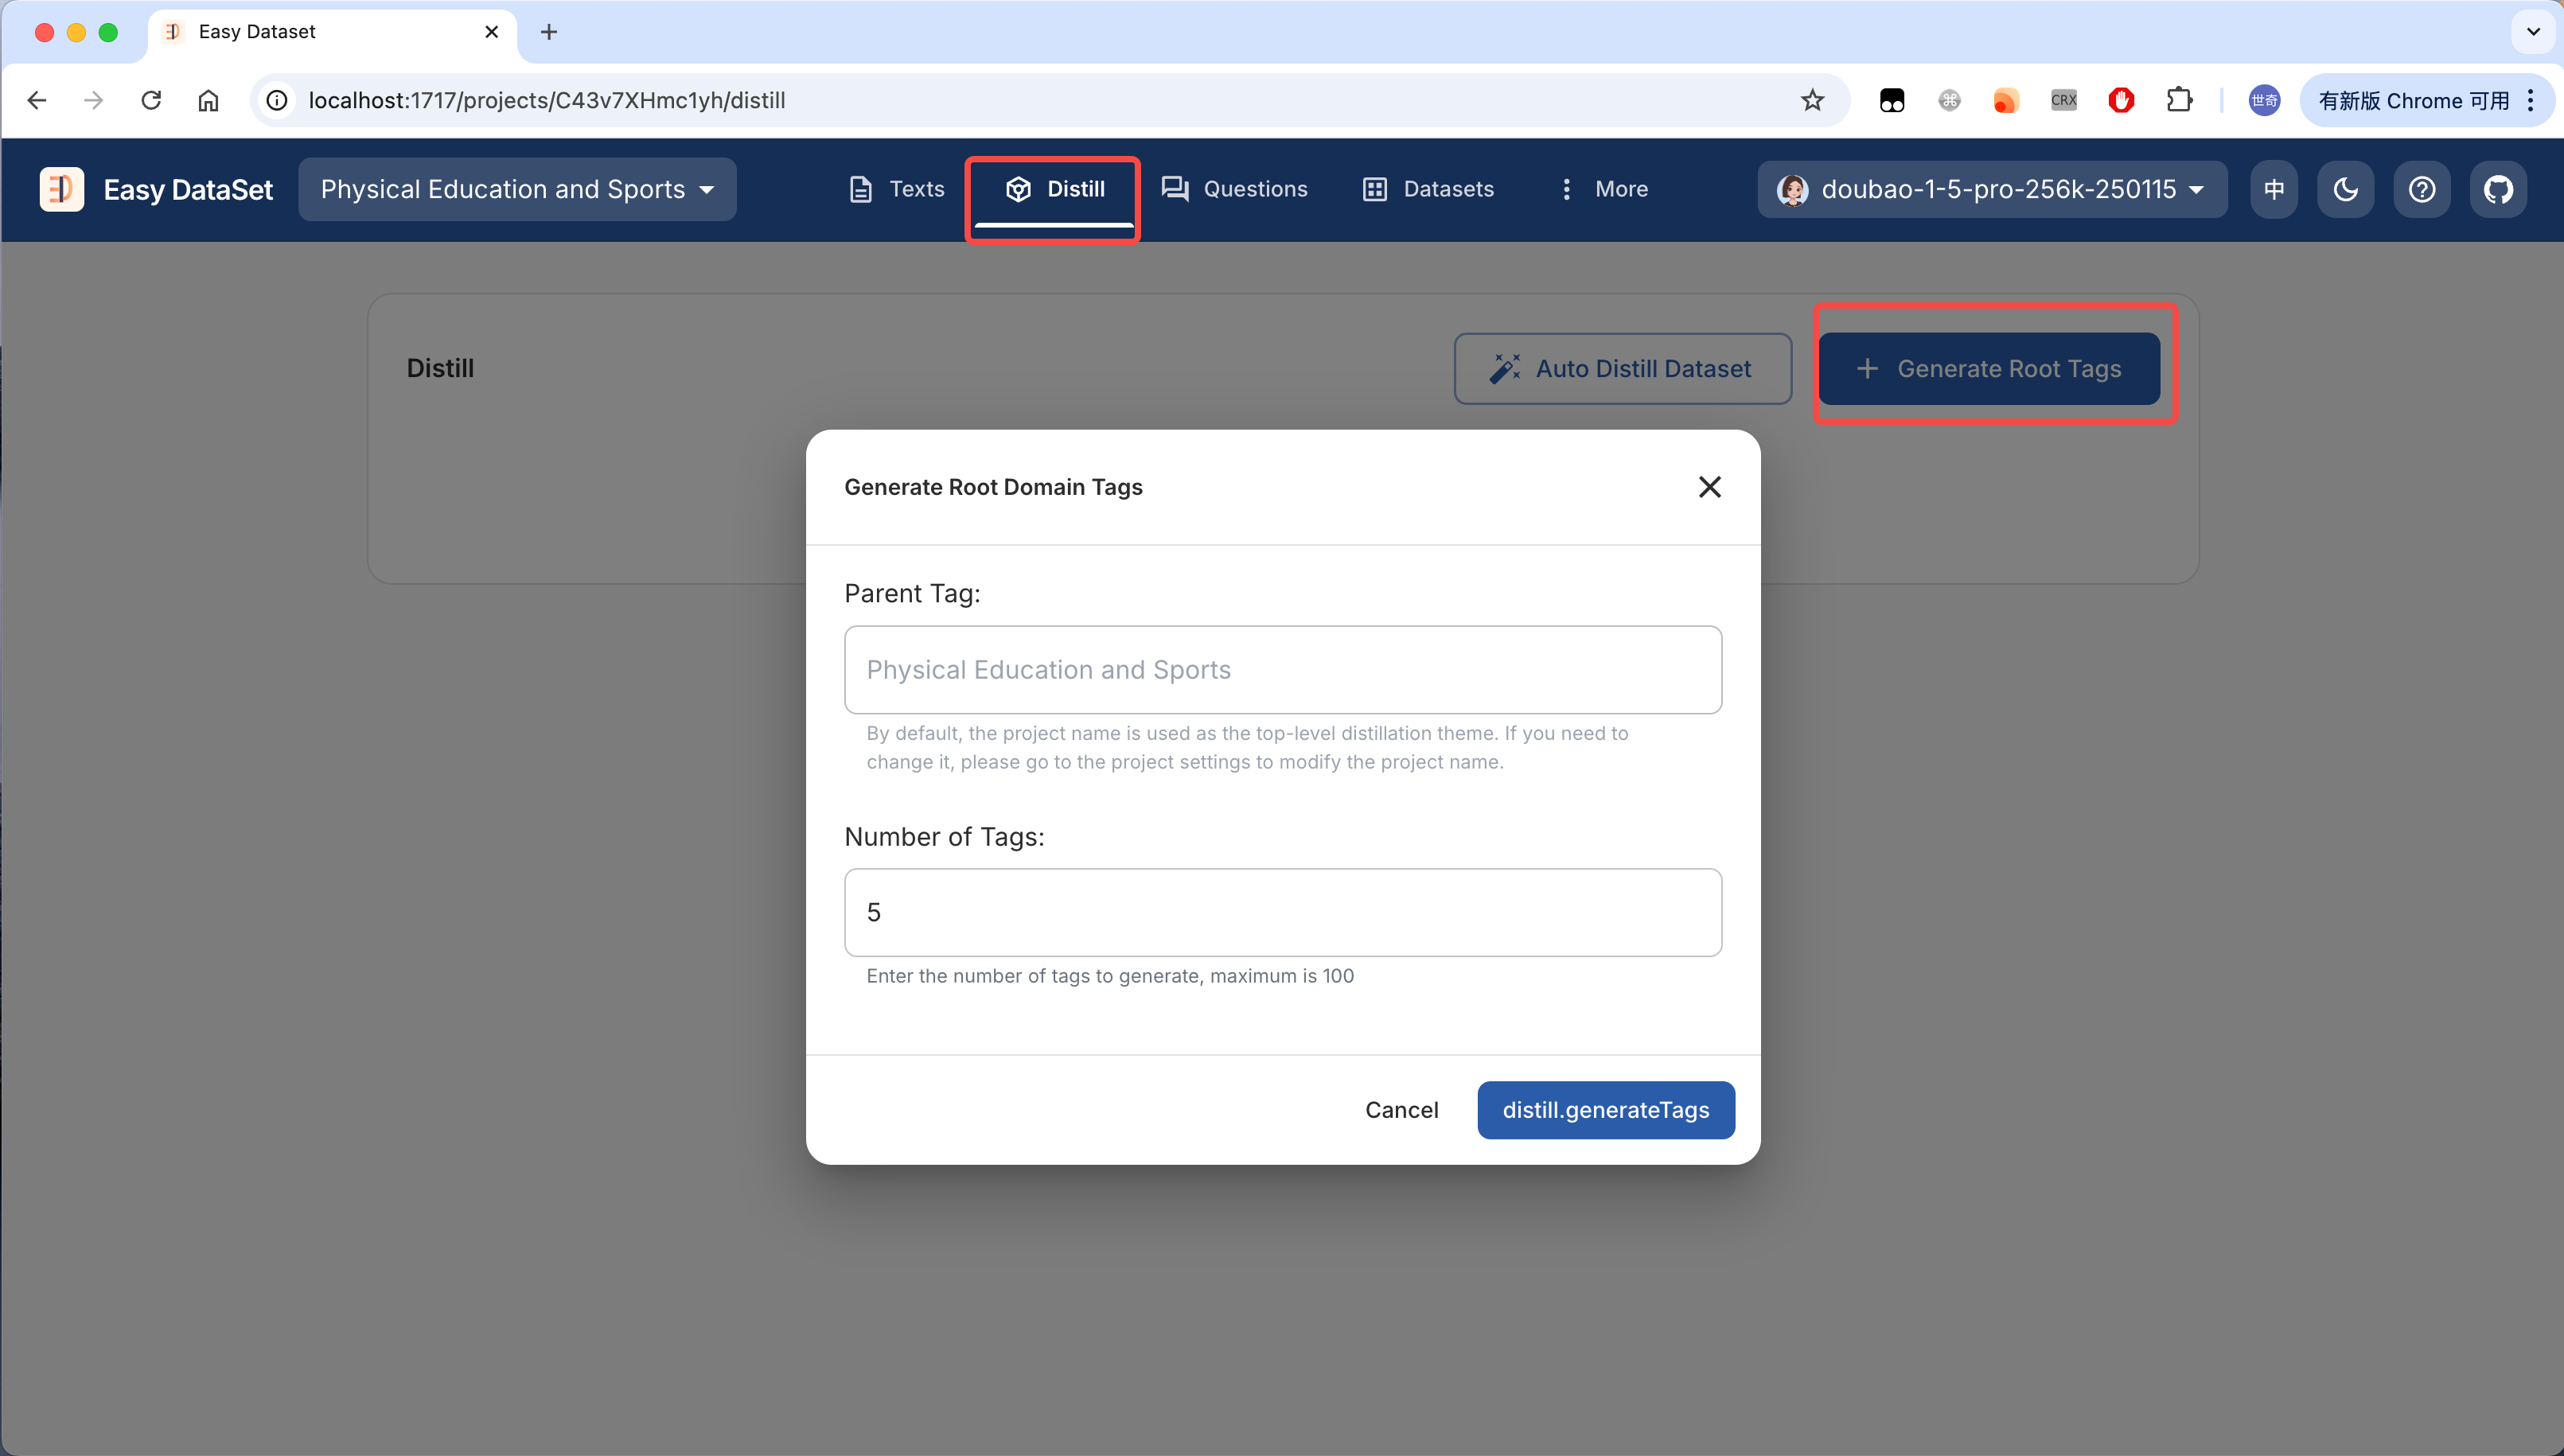 Easy Dataset
localhost:1717/projects/C43v7XHmc1yh/distill
CRX
世奇
有新版 Chrome 可用
Easy DataSet
Physical Education and Sports
Texts
Distill
Questions
Datasets
More
doubao-1-5-pro-256k-250115
中
Distill
Auto Distill Dataset
Generate Root Tags
Generate Root Domain Tags
Parent Tag:
Physical Education and Sports
By default, the project name is used as the top-level distillation theme. If you need to
change it, please go to the project settings to modify the project name.
Number of Tags:
5
Enter the number of tags to generate, maximum is 100
Cancel
distill.generateTags